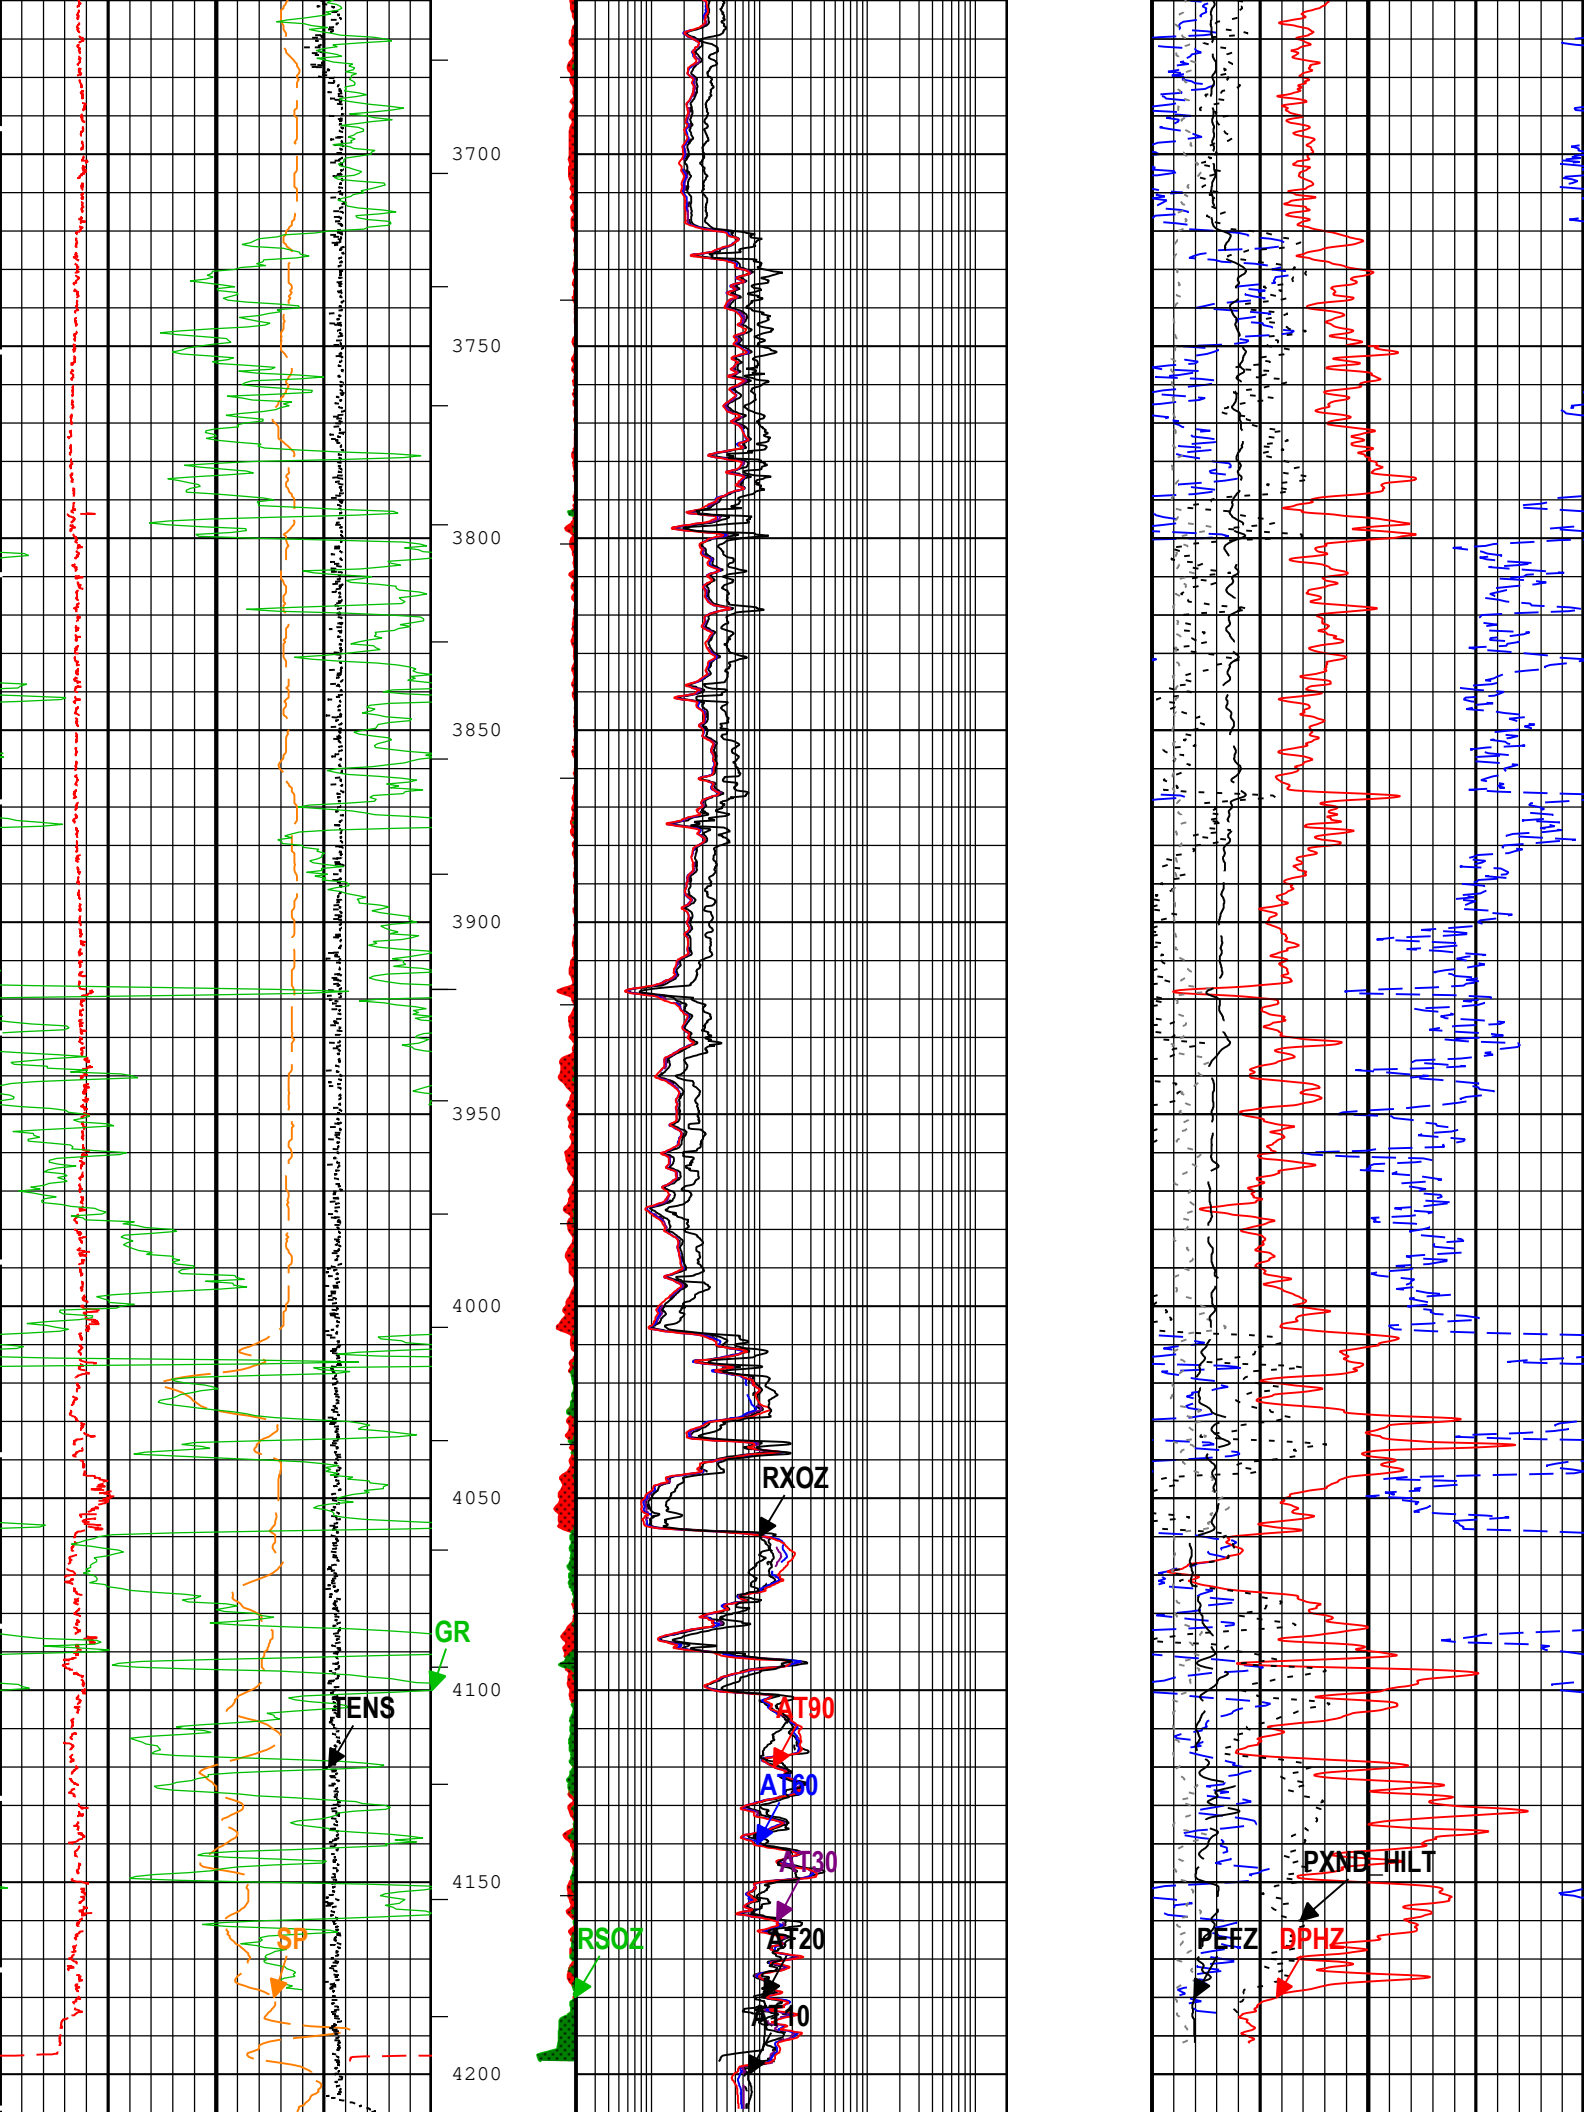 3700
3750
3800
3850
3900
3950
4000
4050
4100
4150
4200
RXOZ
GR
TENS
AT90
AT60
AT30
PXND_HILT
SP
RSOZ
AT20
PEFZ
DPHZ
AT10